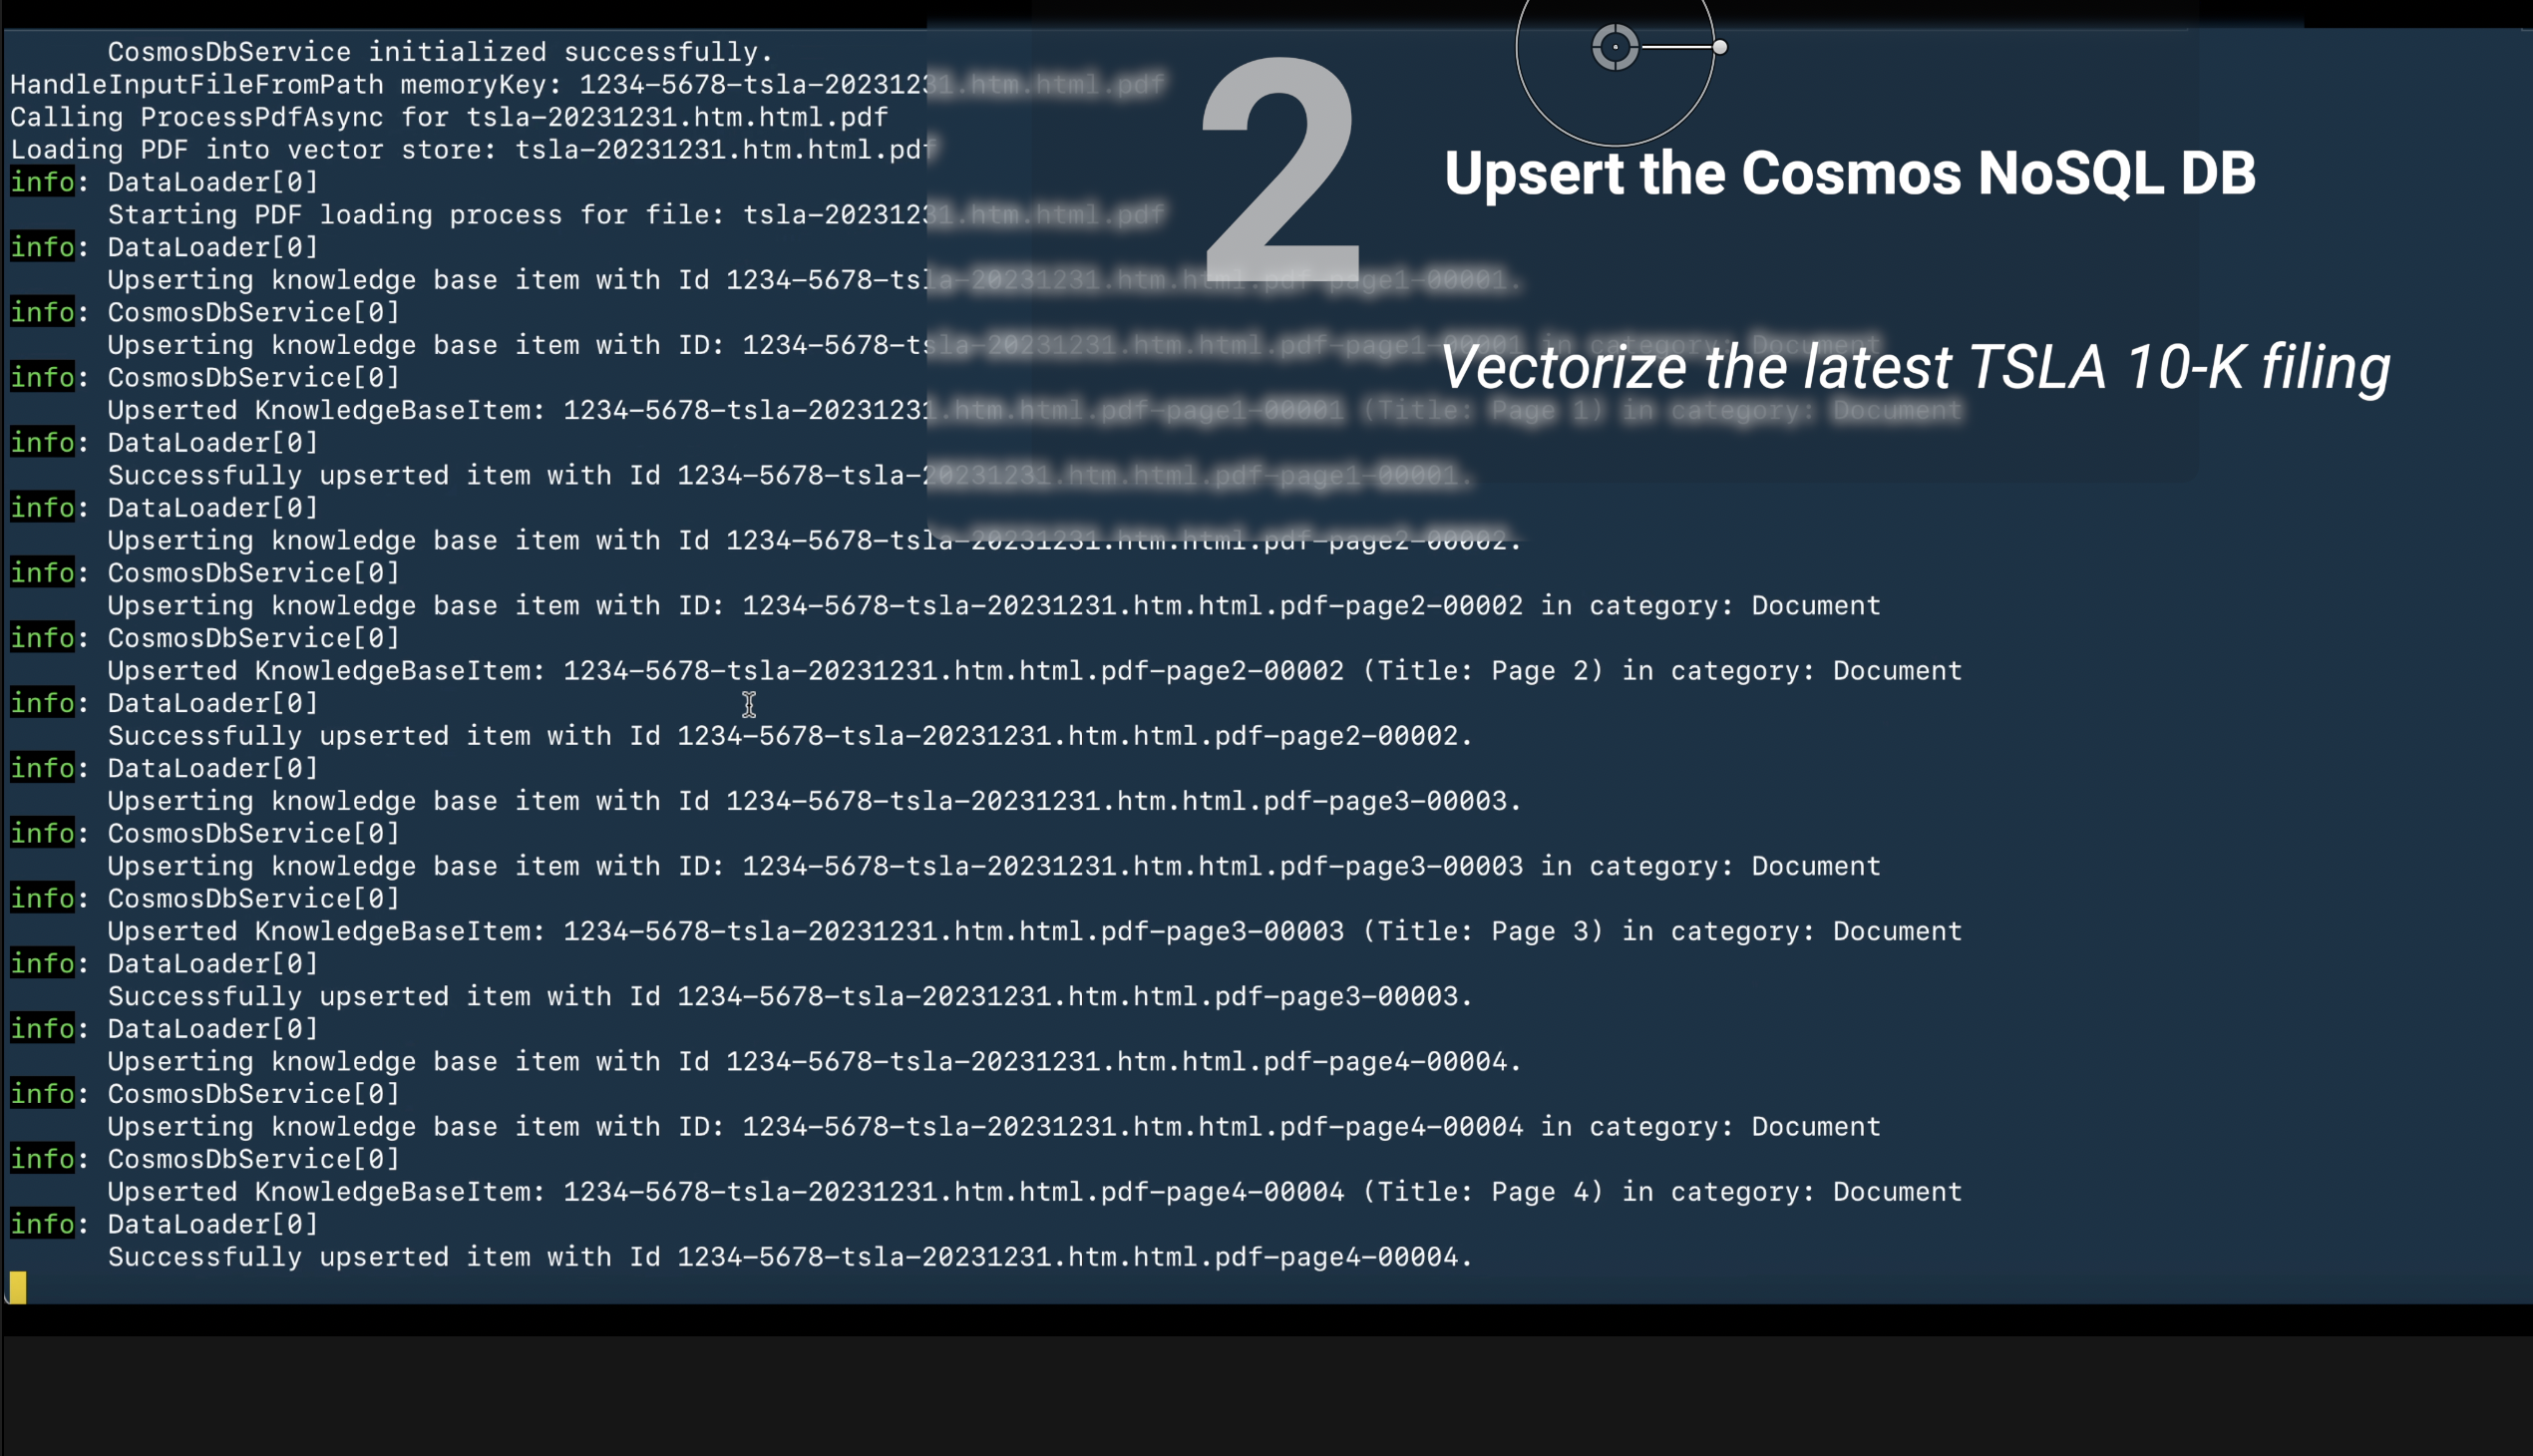 CosmosDbService initialized successfully.
HandleInputFileFromPath memoryKey: 1234-5678-tsla-20231231.htm.html.pdf
Calling ProcessPdfAsync for tsla-20231231.htm.html.pdf
Loading PDF into vector store: tsla-20231231.htm.html.pdf
info: DataLoader[0]
Starting PDF loading process for file: tsla-20231231.htm.html.pdf
info: DataLoader[0]
Upserting knowledge base item with Id 1234-5678-tsla-20231231.htm.html.pdf-page1-00001.
info: CosmosDbService[0]
Upserting knowledge base item with ID: 1234-5678-tsla-20231231.htm.html.pdf-page1-00001 in category: Document
info: CosmosDbService[0]
Upserted KnowledgeBaseItem: 1234-5678-tsla-20231231.htm.html.pdf-page1-00001 (Title: Page 1) in category: Document
info: DataLoader[0]
Successfully upserted item with Id 1234-5678-tsla-20231231.htm.html.pdf-page1-00001.
info: DataLoader[0]
Upserting knowledge base item with Id 1234-5678-tsla-20231231.htm.html.pdf-page2-00002.
info: CosmosDbService[0]
Upserting knowledge base item with ID: 1234-5678-tsla-20231231.htm.html.pdf-page2-00002 in category: Document
info: CosmosDbService[0]
Upserted KnowledgeBaseItem: 1234-5678-tsla-20231231.htm.html.pdf-page2-00002 (Title: Page 2) in category: Document
info: DataLoader[0]
Successfully upserted item with Id 1234-5678-tsla-20231231.htm.html.pdf-page2-00002.
info: DataLoader[0]
Upserting knowledge base item with Id 1234-5678-tsla-20231231.htm.html.pdf-page3-00003.
info: CosmosDbService[0]
Upserting knowledge base item with ID: 1234-5678-tsla-20231231.htm.html.pdf-page3-00003 in category: Document
info: CosmosDbService[0]
Upserted KnowledgeBaseItem: 1234-5678-tsla-20231231.htm.html.pdf-page3-00003 (Title: Page 3) in category: Document
info: DataLoader[0]
Successfully upserted item with Id 1234-5678-tsla-20231231.htm.html.pdf-page3-00003.
info: DataLoader[0]
Upserting knowledge base item with Id 1234-5678-tsla-20231231.htm.html.pdf-page4-00004.
info: CosmosDbService[0]
Upserting knowledge base item with ID: 1234-5678-tsla-20231231.htm.html.pdf-page4-00004 in category: Document
info: CosmosDbService[0]
Upserted KnowledgeBaseItem: 1234-5678-tsla-20231231.htm.html.pdf-page4-00004 (Title: Page 4) in category: Document
info: DataLoader[0]
Successfully upserted item with Id 1234-5678-tsla-20231231.htm.html.pdf-page4-00004.
2
Upsert the Cosmos NoSQL DB
Vectorize the latest TSLA 10-K filing